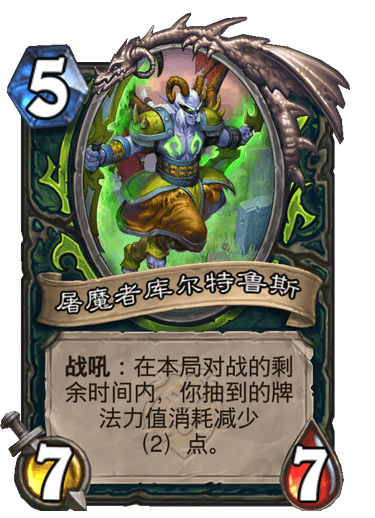 5
屠魔者库尔特鲁斯
战吼：在本局对战的剩
余时间内，你抽到的牌
法力值消耗减少
（2）点。
7
7